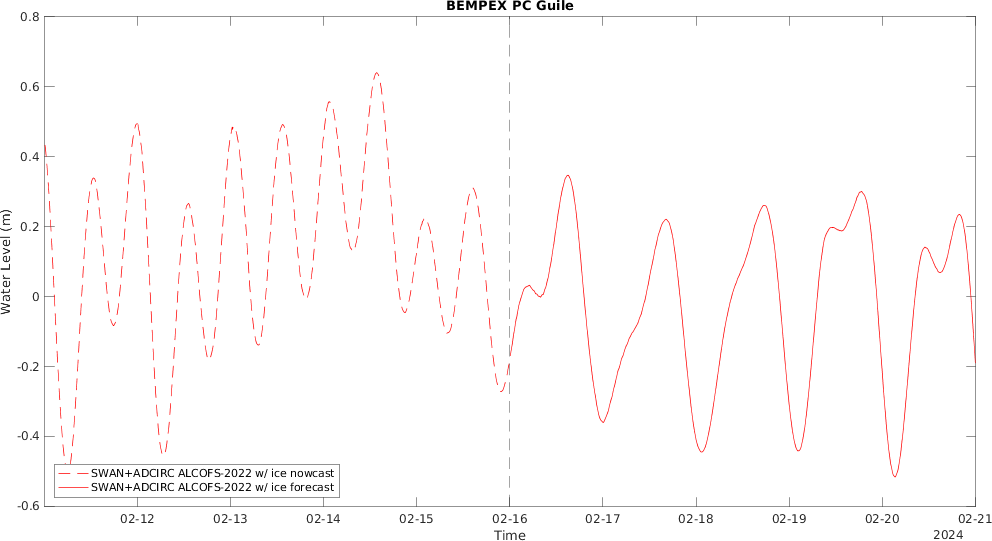 BEMPEX PC Guile
0.8
0.6
0.4
0.2
0
-0.2
-0.4
-0.6
Water Level (m)
SWAN+ADCIRC ALCOFS-2022 w/ ice nowcast
SWAN+ADCIRC ALCOFS-2022 w/ ice forecast
02-12 02-13 02-14 02-15 02-16 02-17 02-18 02-19 02-20 02-21
Time
2024